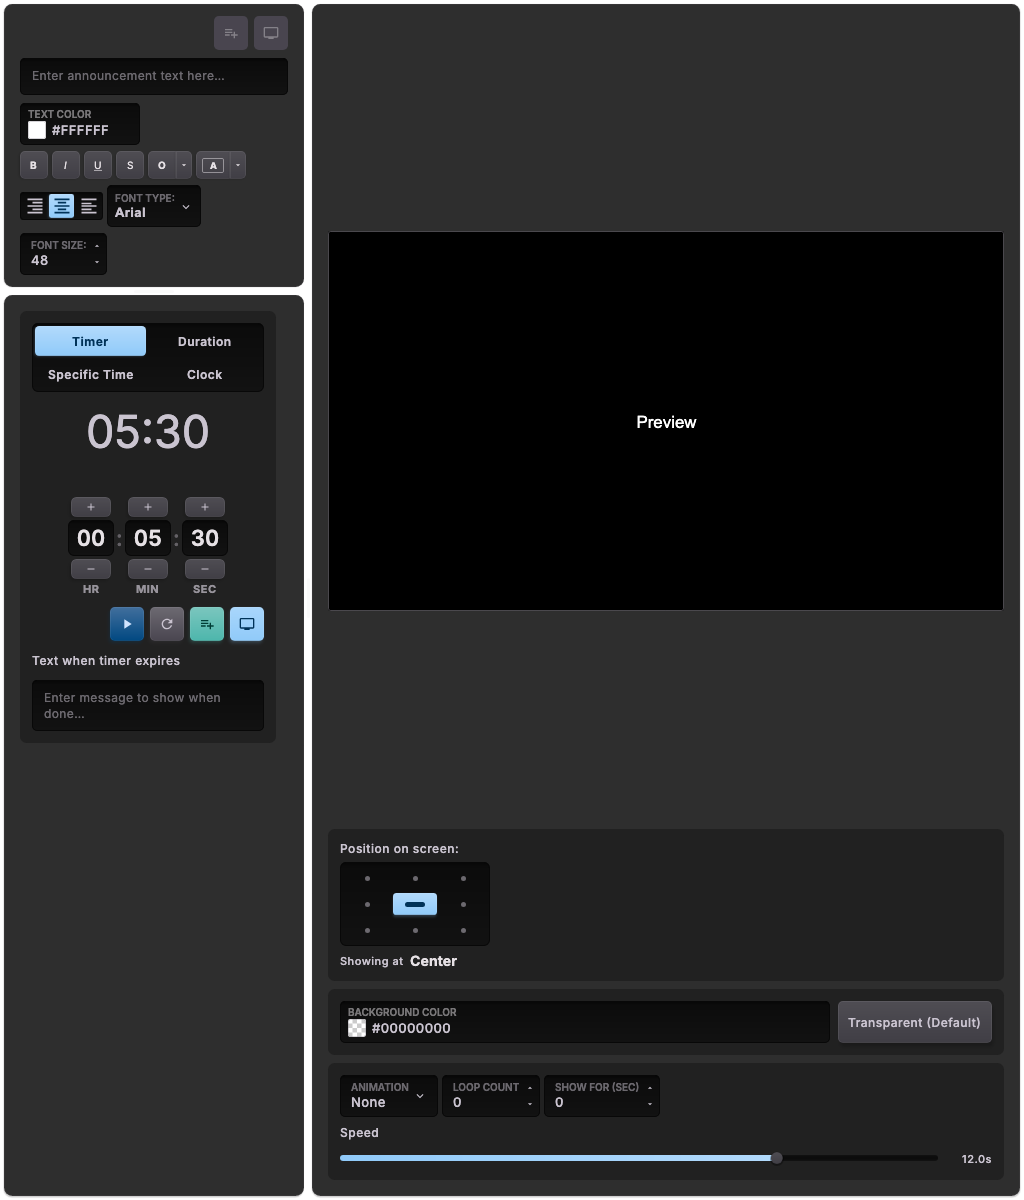 Enter announcement text here...
TEXT COLOR
#FFFFFF
B I U S O A
FONT TYPE:
Arial
FONT SIZE:
48
Timer Duration
Specific Time Clock
05:30
+ + +
00 : 05 : 30
− − −
HR MIN SEC
Text when timer expires
Enter message to show when
done...
Preview
Position on screen:
Showing at Center
BACKGROUND COLOR
#00000000
Transparent (Default)
ANIMATION
None
LOOP COUNT
0
SHOW FOR (SEC)
0
Speed
12.0s